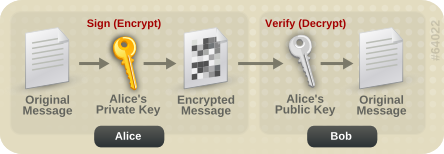 Sign (Encrypt)
Verify (Decrypt)
Original
Message
Alice's
Private Key
Encrypted
Message
Alice's
Public Key
Original
Message
Alice
Bob
#64022